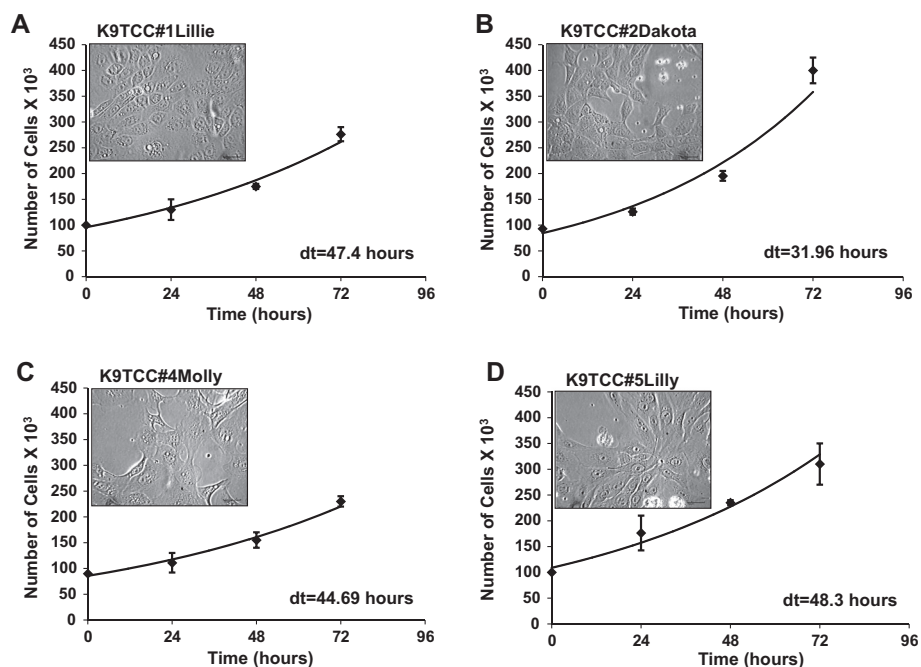 A
K9TCC#1Lillie
Number of Cells X 10³
450
400
350
300
250
200
150
100
50
0
dt=47.4 hours
0 24 48 72 96
Time (hours)
B
K9TCC#2Dakota
Number of Cells X 10³
450
400
350
300
250
200
150
100
50
0
dt=31.96 hours
0 24 48 72 96
Time (hours)
C
K9TCC#4Molly
Number of Cells X 10³
450
400
350
300
250
200
150
100
50
0
dt=44.69 hours
0 24 48 72 96
Time (hours)
D
K9TCC#5Lilly
Number of Cells X 10³
450
400
350
300
250
200
150
100
50
0
dt=48.3 hours
0 24 48 72 96
Time (hours)